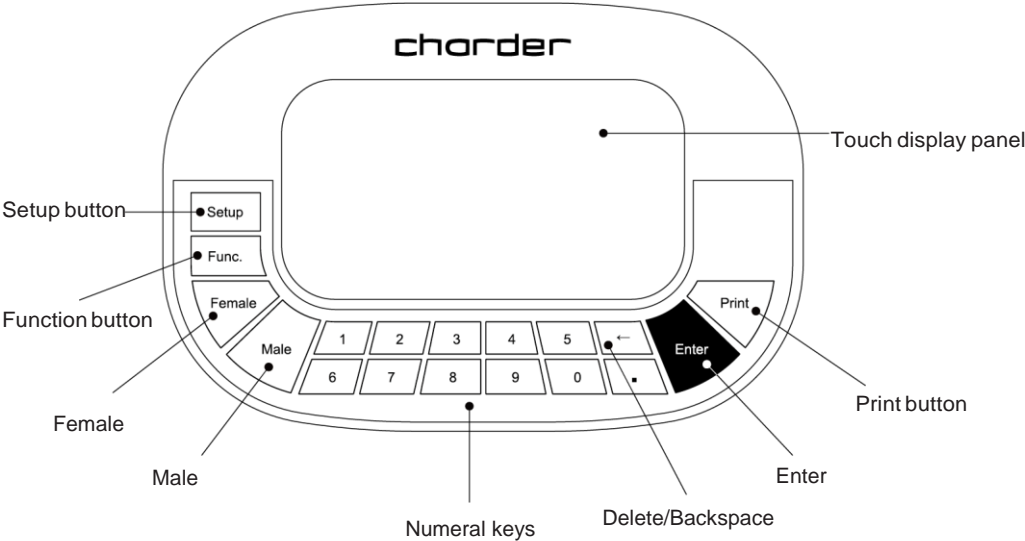 charder
Touch display panel
Setup button
Setup
Func.
Function button
Female
Print
Male
1 2 3 4 5 ←
Enter
6 7 8 9 0 .
Print button
Female
Male
Enter
Delete/Backspace
Numeral keys